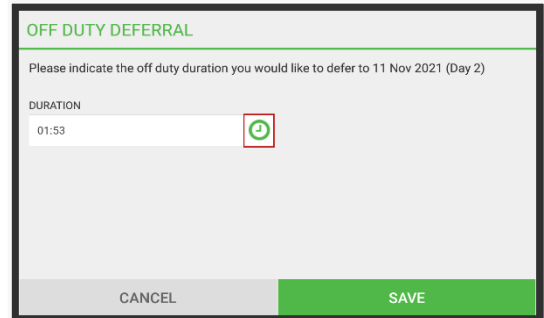 OFF DUTY DEFERRAL
Please indicate the off duty duration you would like to defer to 11 Nov 2021 (Day 2)
DURATION
01:53
CANCEL
SAVE